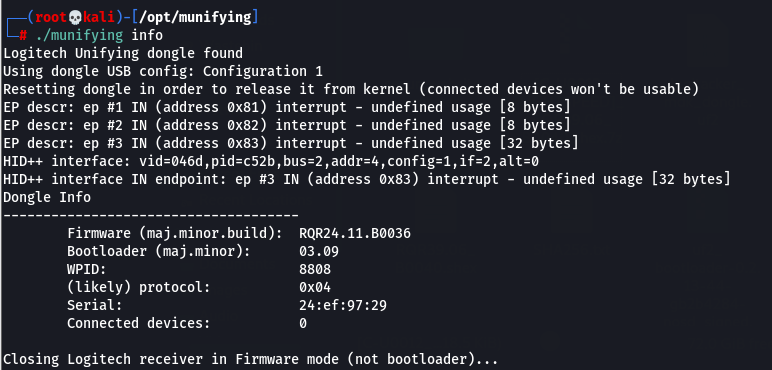 (root💀kali)-[/opt/munifying]
# ./munifying info
Logitech Unifying dongle found
Using dongle USB config: Configuration 1
Resetting dongle in order to release it from kernel (connected devices won't be usable)
EP descr: ep #1 IN (address 0x81) interrupt - undefined usage [8 bytes]
EP descr: ep #2 IN (address 0x82) interrupt - undefined usage [8 bytes]
EP descr: ep #3 IN (address 0x83) interrupt - undefined usage [32 bytes]
HID++ interface: vid=046d,pid=c52b,bus=2,addr=4,config=1,if=2,alt=0
HID++ interface IN endpoint: ep #3 IN (address 0x83) interrupt - undefined usage [32 bytes]
Dongle Info
-------------------------------------
Firmware (maj.minor.build): RQR24.11.B0036
Bootloader (maj.minor): 03.09
WPID: 8808
(likely) protocol: 0x04
Serial: 24:ef:97:29
Connected devices: 0
Closing Logitech receiver in Firmware mode (not bootloader)...